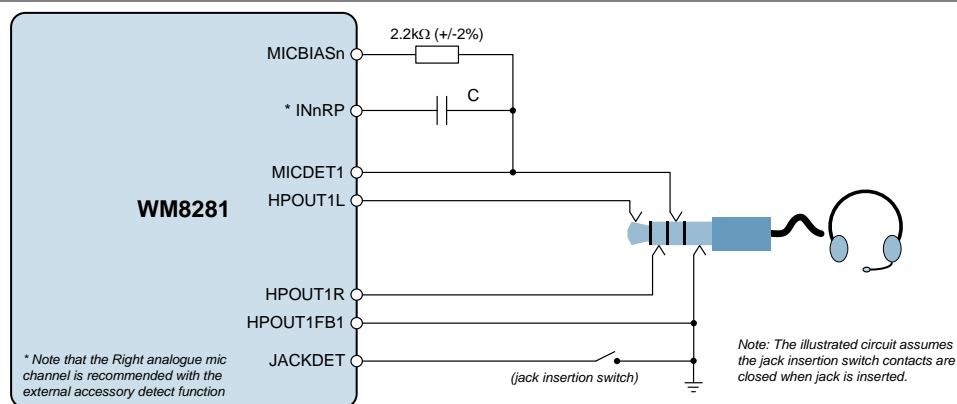 2.2kΩ (+/-2%)
MICBIASn
* INnRP
C
MICDET1
HPOUT1L
WM8281
HPOUT1R
HPOUT1FB1
JACKDET
(jack insertion switch)
* Note that the Right analogue mic
channel is recommended with the
external accessory detect function
Note: The illustrated circuit assumes
the jack insertion switch contacts are
closed when jack is inserted.